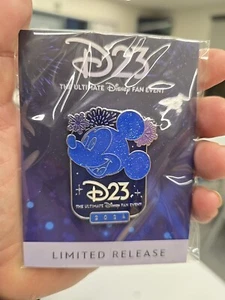 D23
THE ULTIMATE Disney FAN EVENT
D23
THE ULTIMATE Disney FAN EVENT
2024
LIMITED RELEASE